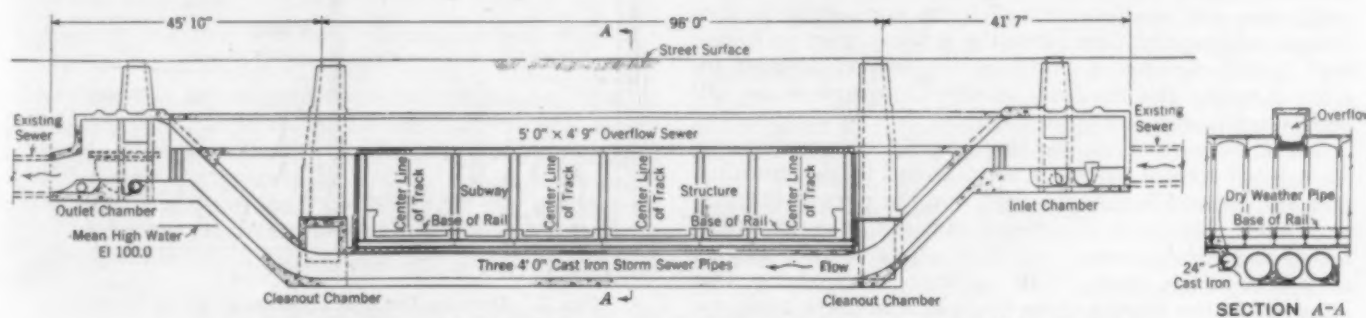 45' 10"
96' 0"
41' 7"
A
Street Surface
Existing
Sewer
5' 0" × 4' 9" Overflow Sewer
Existing
Sewer
Overflow
Center Line
of Track
Subway
Center Line
of Track
Center Line
of Track
Structure
Center Line
of Track
Base of Rail
Base of Rail
Outlet Chamber
Inlet Chamber
Dry Weather Pipe
Base of Rail
Mean High Water
El 100.0
Three 4' 0" Cast Iron Storm Sewer Pipes
Flow
24"
Cast Iron
Cleanout Chamber
A
Cleanout Chamber
SECTION A-A